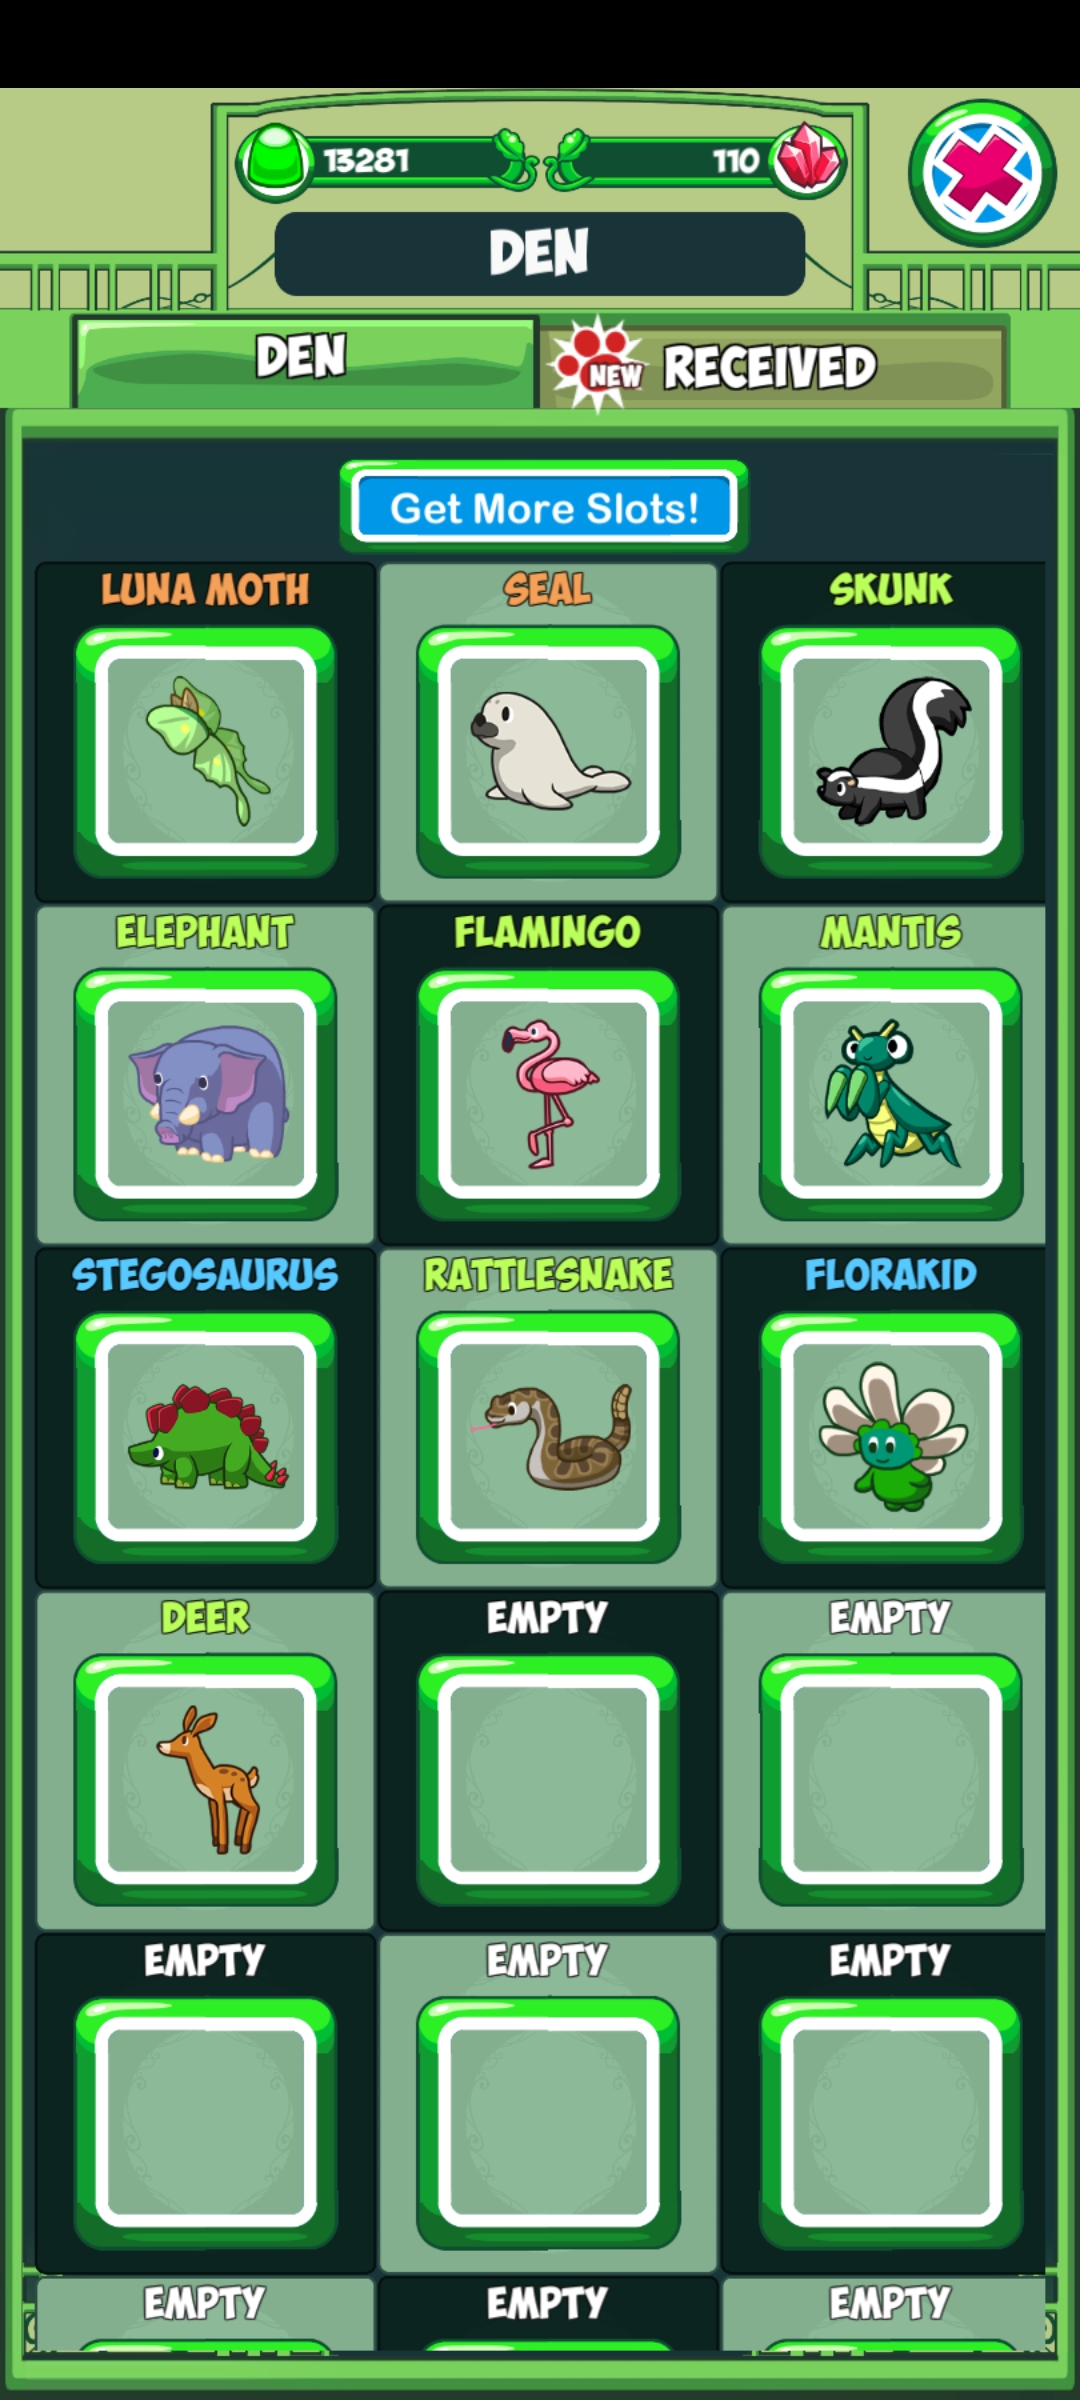 13281
110
DEN
DEN
NEW
RECEIVED
Get More Slots!
LUNA MOTH
SEAL
SKUNK
ELEPHANT
FLAMINGO
MANTIS
STEGOSAURUS
RATTLESNAKE
FLORAKID
DEER
EMPTY
EMPTY
EMPTY
EMPTY
EMPTY
EMPTY
EMPTY
EMPTY